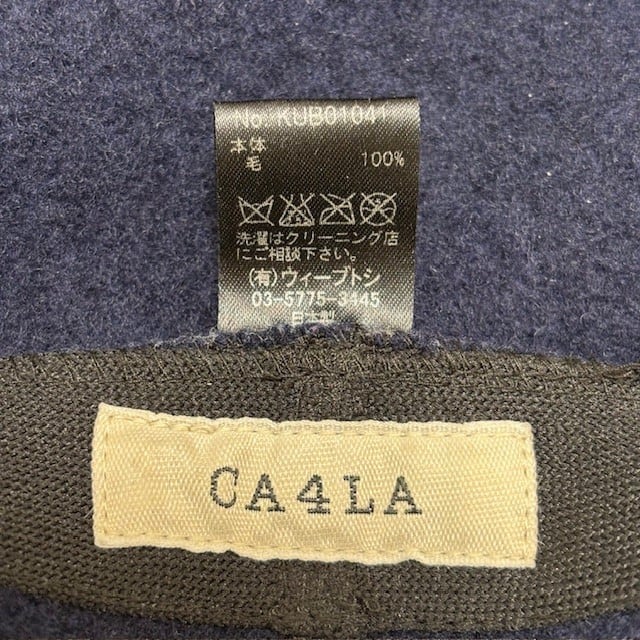 No. KUB01041
本体
毛 100%
洗濯はクリーニング店
にご相談下さい。
(有)ウィーブトシ
03-5775-3445
日本製
CA4LA